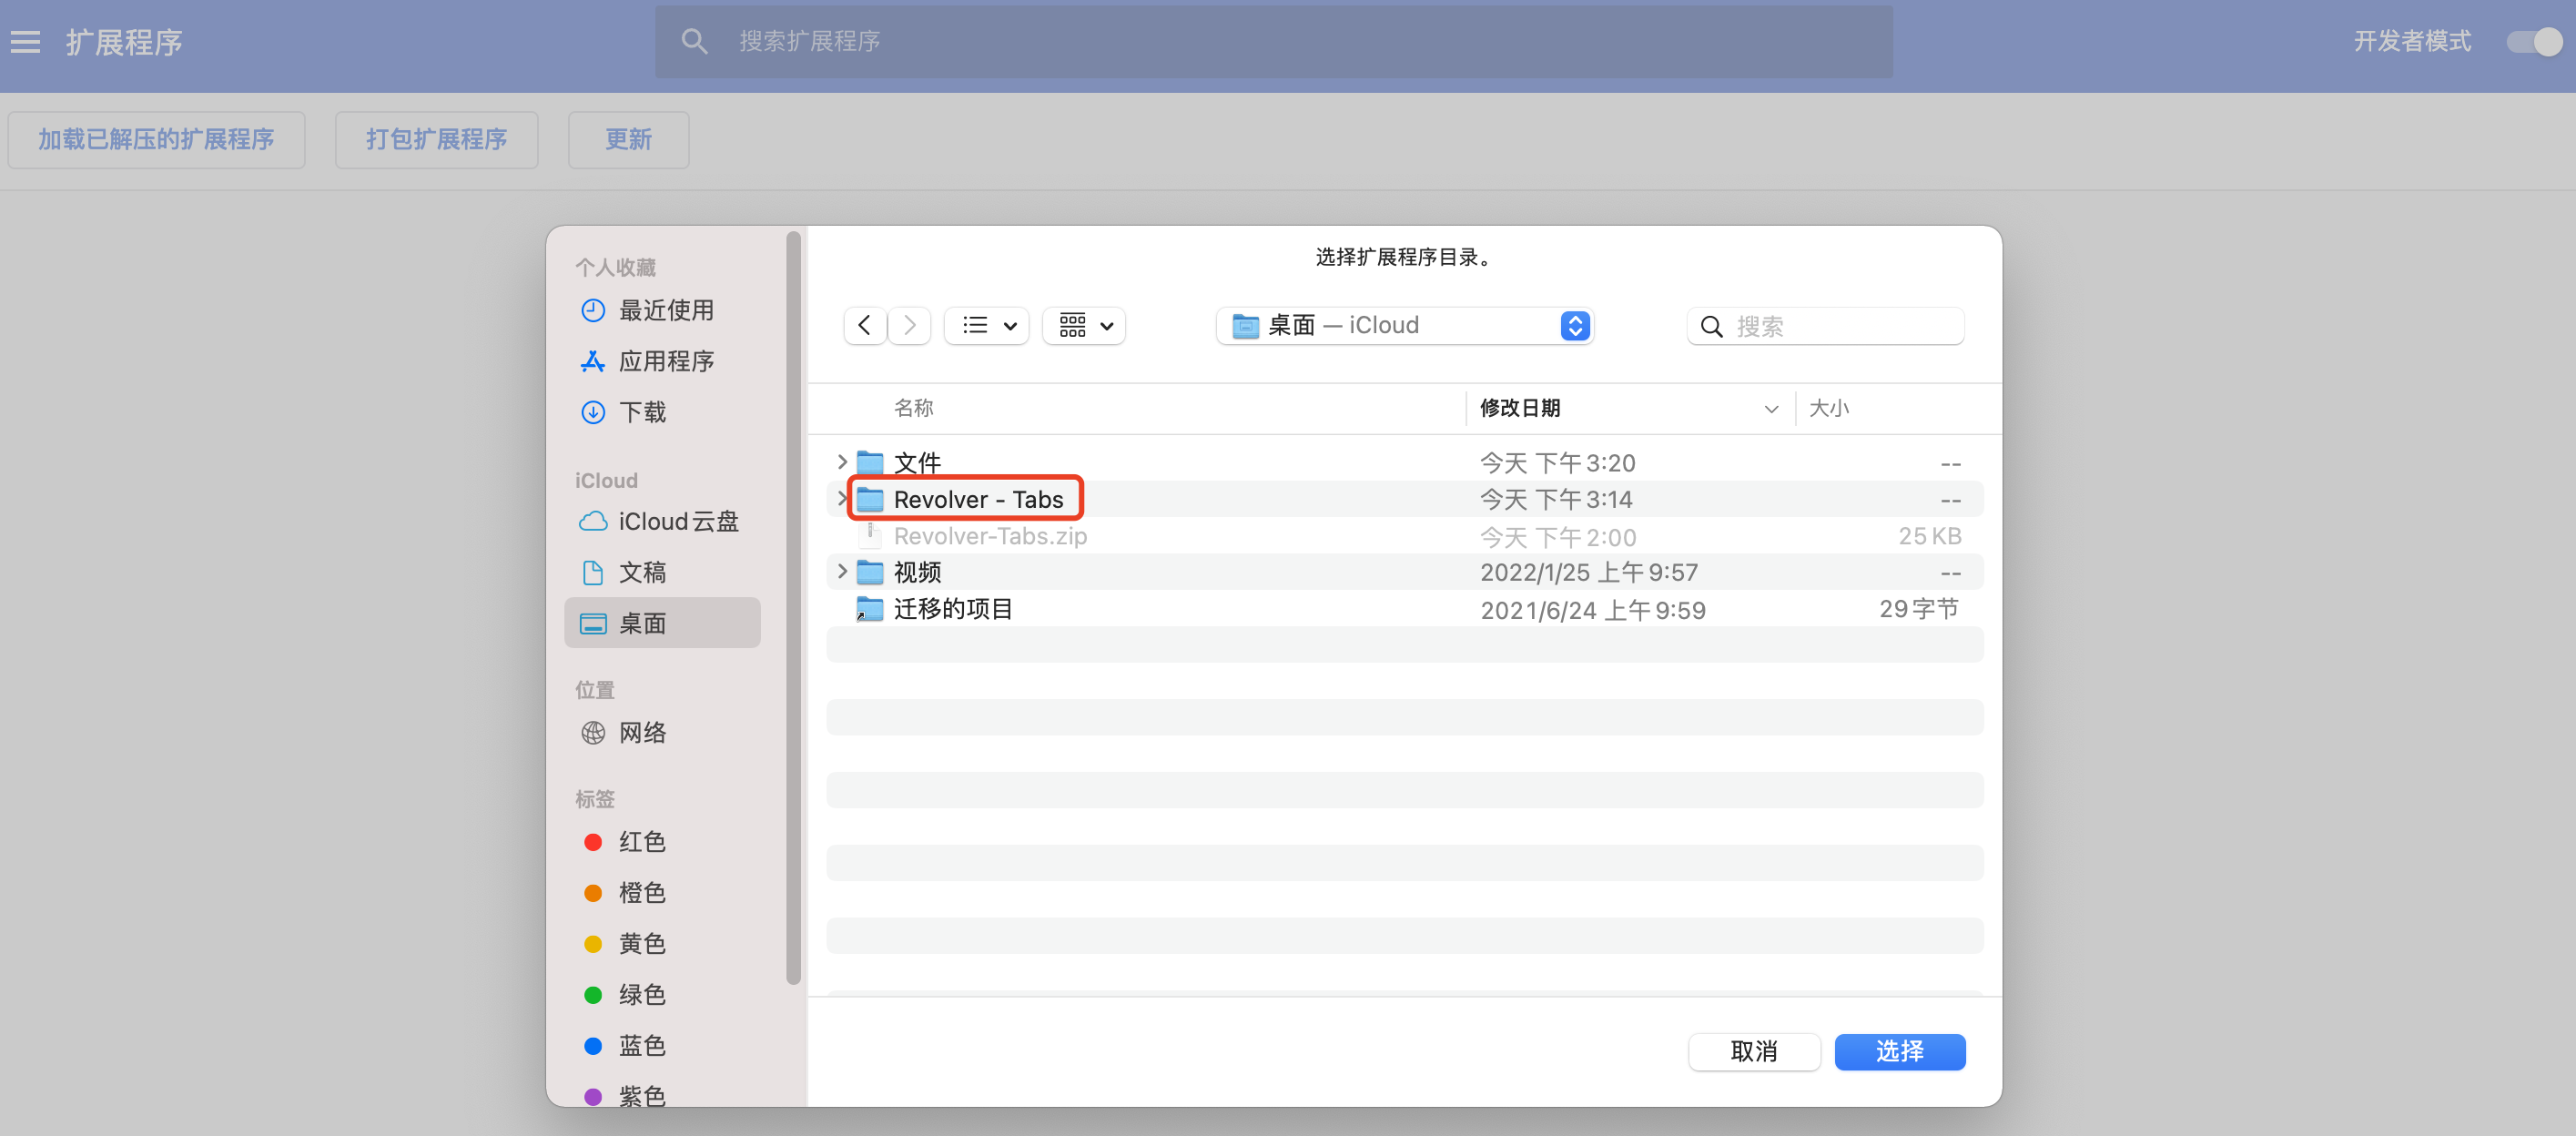 扩展程序
搜索扩展程序
开发者模式
加载已解压的扩展程序
打包扩展程序
更新
选择扩展程序目录。
个人收藏
最近使用
应用程序
下载
iCloud
iCloud云盘
文稿
桌面
位置
网络
标签
红色
橙色
黄色
绿色
蓝色
紫色
桌面 — iCloud
搜索
名称 修改日期 大小
文件 今天 下午3:20 --
Revolver - Tabs 今天 下午3:14 --
Revolver-Tabs.zip 今天 下午2:00 25 KB
视频 2022/1/25 上午9:57 --
迁移的项目 2021/6/24 上午9:59 29字节
取消
选择